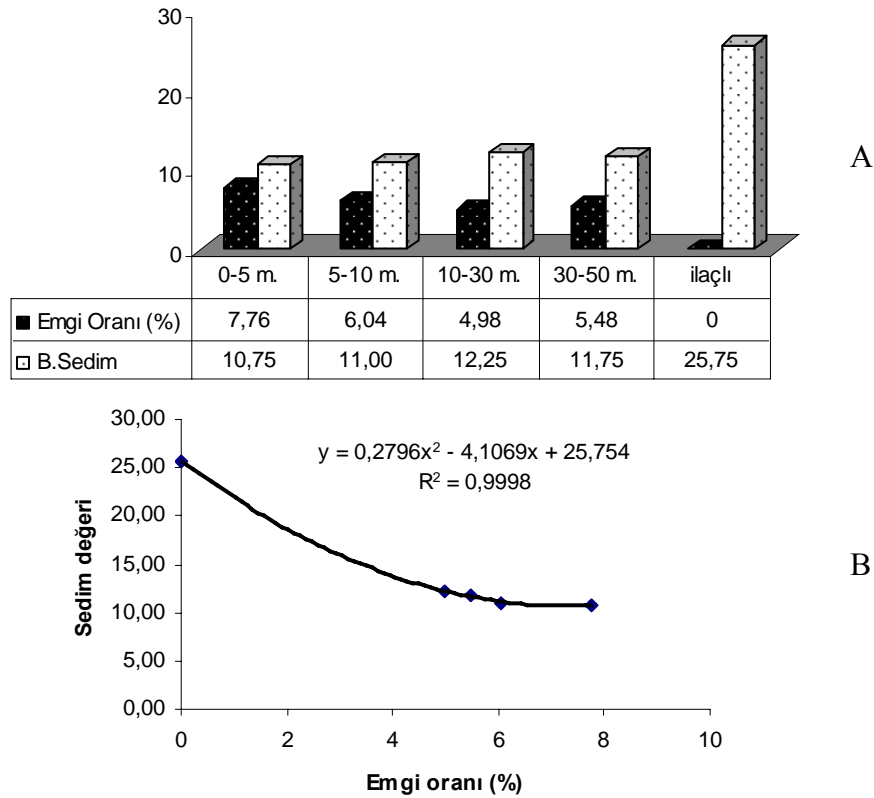 30
20
10
0
A
0-5 m. 5-10 m. 10-30 m. 30-50 m. ilaçlı
Emgi Oranı (%) 7,76 6,04 4,98 5,48 0
B.Sedim 10,75 11,00 12,25 11,75 25,75
30,00
25,00
20,00
15,00
10,00
5,00
0,00
Sedim değeri
y = 0,2796x² - 4,1069x + 25,754
R² = 0,9998
B
0 2 4 6 8 10
Emgi oranı (%)